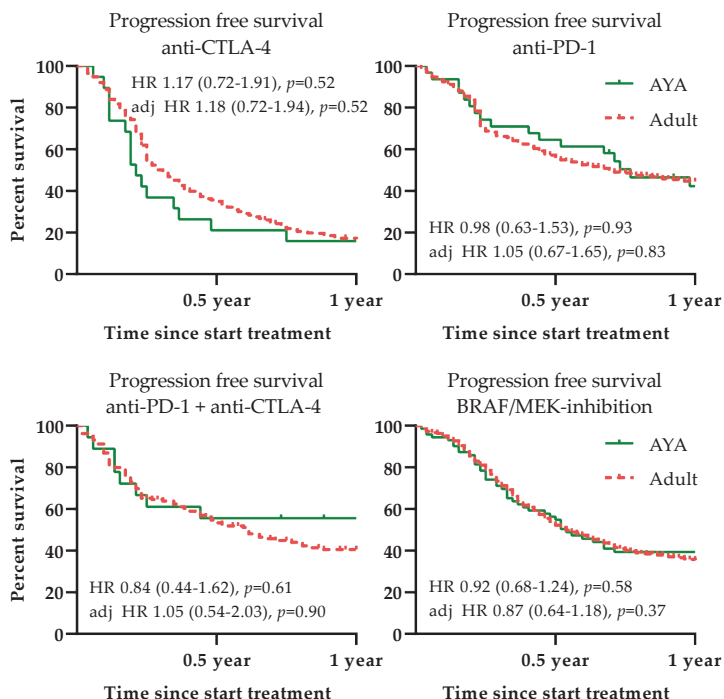 Progression free survival
anti-CTLA-4
Percent survival
100
80
60
40
20
0
HR 1.17 (0.72-1.91), p=0.52
adj HR 1.18 (0.72-1.94), p=0.52
0.5 year
1 year
Time since start treatment
Progression free survival
anti-PD-1
100
80
60
40
20
0
AYA
Adult
HR 0.98 (0.63-1.53), p=0.93
adj HR 1.05 (0.67-1.65), p=0.83
0.5 year
1 year
Time since start treatment
Progression free survival
anti-PD-1 + anti-CTLA-4
Percent survival
100
80
60
40
20
0
HR 0.84 (0.44-1.62), p=0.61
adj HR 1.05 (0.54-2.03), p=0.90
0.5 year
1 year
Time since start treatment
Progression free survival
BRAF/MEK-inhibition
100
80
60
40
20
0
AYA
Adult
HR 0.92 (0.68-1.24), p=0.58
adj HR 0.87 (0.64-1.18), p=0.37
0.5 year
1 year
Time since start treatment